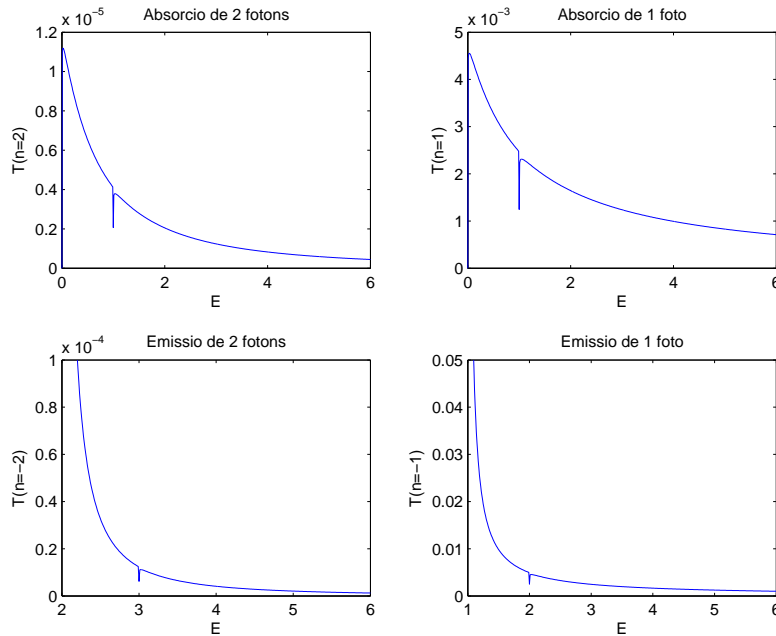 x 10⁻⁵
Absorcio de 2 fotons
1.2
1
0.8
0.6
0.4
0.2
0
T(n=2)
0 2 4 6
E
x 10⁻³
Absorcio de 1 foto
5
4
3
2
1
0
T(n=1)
0 2 4 6
E
x 10⁻⁴
Emissio de 2 fotons
1
0.8
0.6
0.4
0.2
0
T(n=−2)
2 3 4 5 6
E
Emissio de 1 foto
0.05
0.04
0.03
0.02
0.01
0
T(n=−1)
1 2 3 4 5 6
E